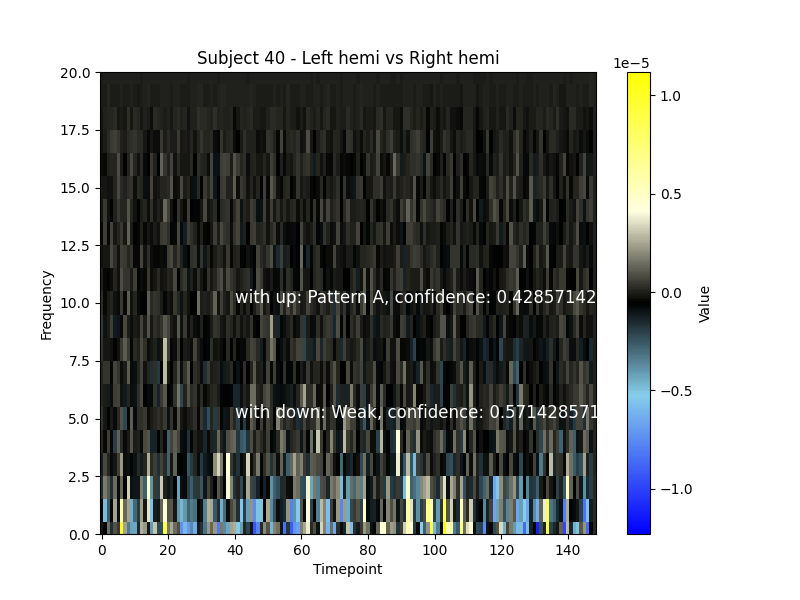 Subject 40 - Left hemi vs Right hemi
1e−5
20.0
17.5
15.0
12.5
10.0
7.5
5.0
2.5
0.0
Frequency
with up: Pattern A, confidence: 0.42857142
with down: Weak, confidence: 0.571428571
0 20 40 60 80 100 120 140
Timepoint
1.0
0.5
0.0
−0.5
−1.0
Value